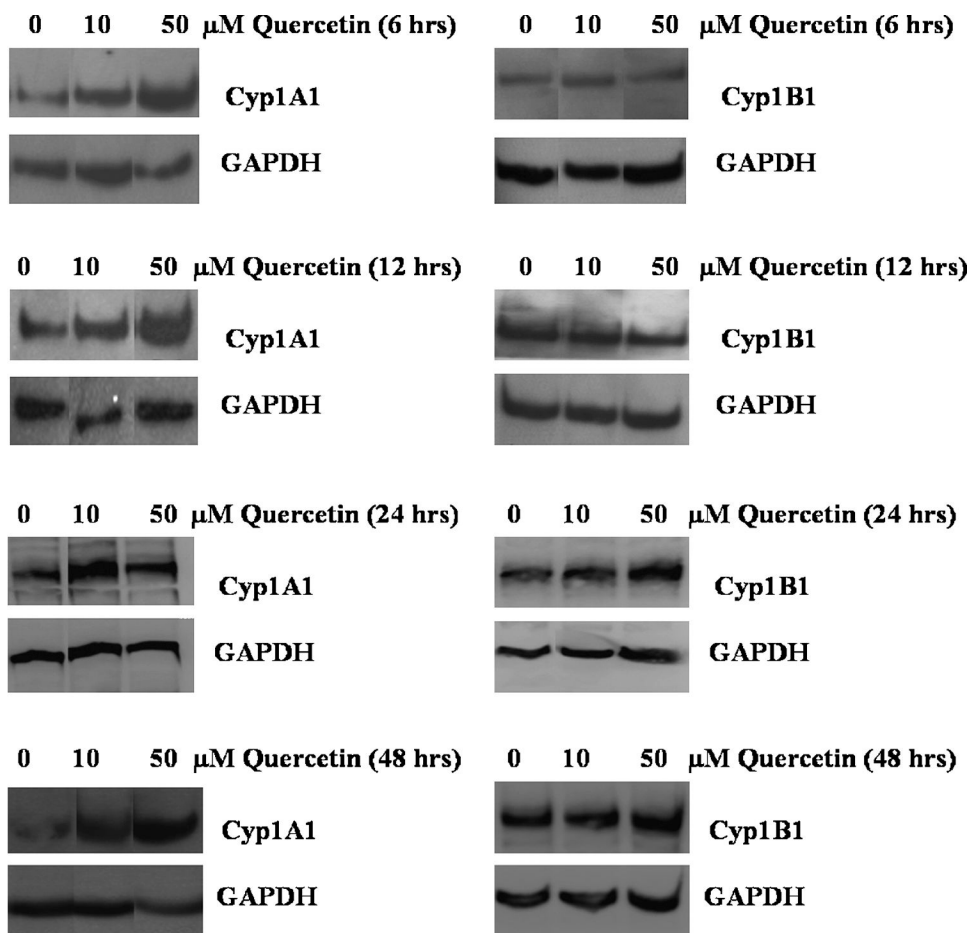 0 10 50 μM Quercetin (6 hrs)
Cyp1A1
GAPDH
0 10 50 μM Quercetin (6 hrs)
Cyp1B1
GAPDH
0 10 50 μM Quercetin (12 hrs)
Cyp1A1
GAPDH
0 10 50 μM Quercetin (12 hrs)
Cyp1B1
GAPDH
0 10 50 μM Quercetin (24 hrs)
Cyp1A1
GAPDH
0 10 50 μM Quercetin (24 hrs)
Cyp1B1
GAPDH
0 10 50 μM Quercetin (48 hrs)
Cyp1A1
GAPDH
0 10 50 μM Quercetin (48 hrs)
Cyp1B1
GAPDH